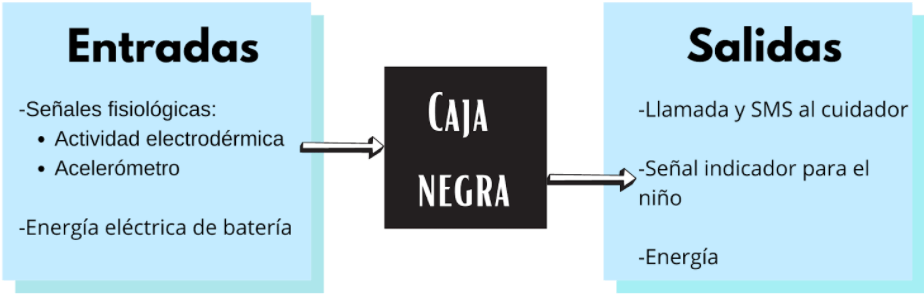 Entradas
-Señales fisiológicas:
• Actividad electrodérmica
• Acelerómetro
-Energía eléctrica de batería
Caja
negra
Salidas
-Llamada y SMS al cuidador
-Señal indicador para el
niño
-Energía